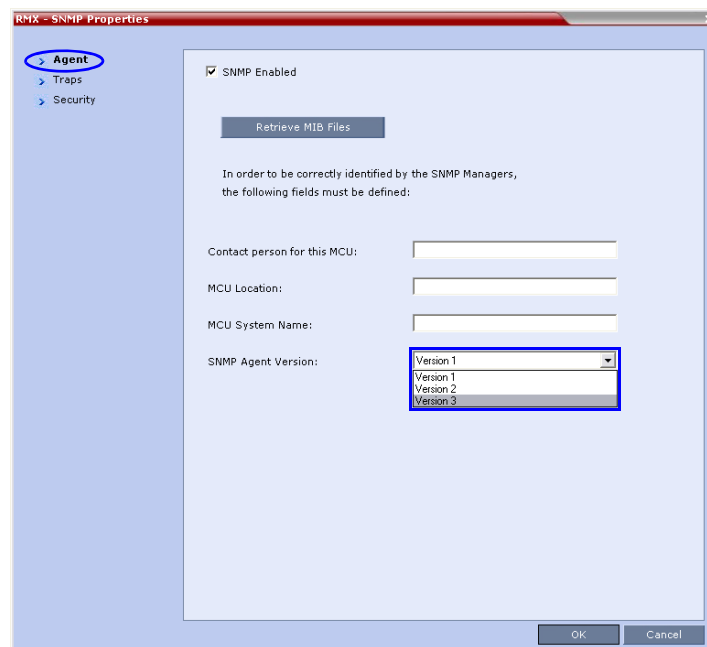 RMX - SNMP Properties
Agent
Traps
Security
SNMP Enabled
Retrieve MIB Files
In order to be correctly identified by the SNMP Managers,
the following fields must be defined:
Contact person for this MCU:
MCU Location:
MCU System Name:
SNMP Agent Version:
Version 1
Version 1
Version 2
Version 3
OK
Cancel